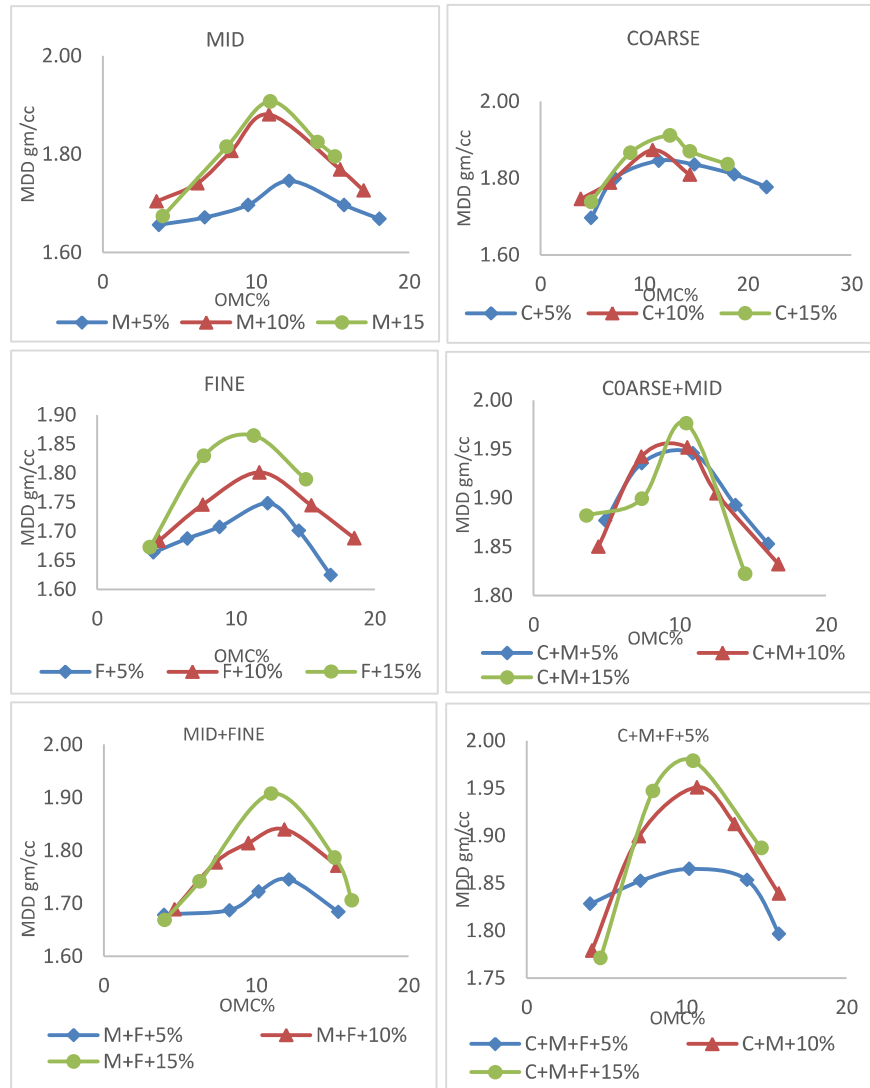 MID
2.00
1.80
1.60
MDD gm/cc
0 10 20
OMC%
M+5% M+10% M+15
COARSE
2.00
1.80
1.60
MDD gm/cc
0 10 20 30
OMC%
C+5% C+10% C+15%
FINE
1.90
1.85
1.80
1.75
1.70
1.65
1.60
MDD gm/cc
0 10 20
OMC%
F+5% F+10% F+15%
C0ARSE+MID
2.00
1.95
1.90
1.85
1.80
MDD gm/cc
0 10 20
OMC%
C+M+5% C+M+10%
C+M+15%
MID+FINE
2.00
1.90
1.80
1.70
1.60
MDD gm/cc
0 10 20
OMC%
M+F+5% M+F+10%
M+F+15%
C+M+F+5%
2.00
1.95
1.90
1.85
1.80
1.75
MDD gm/cc
0 10 20
OMC%
C+M+F+5% C+M+10%
C+M+F+15%